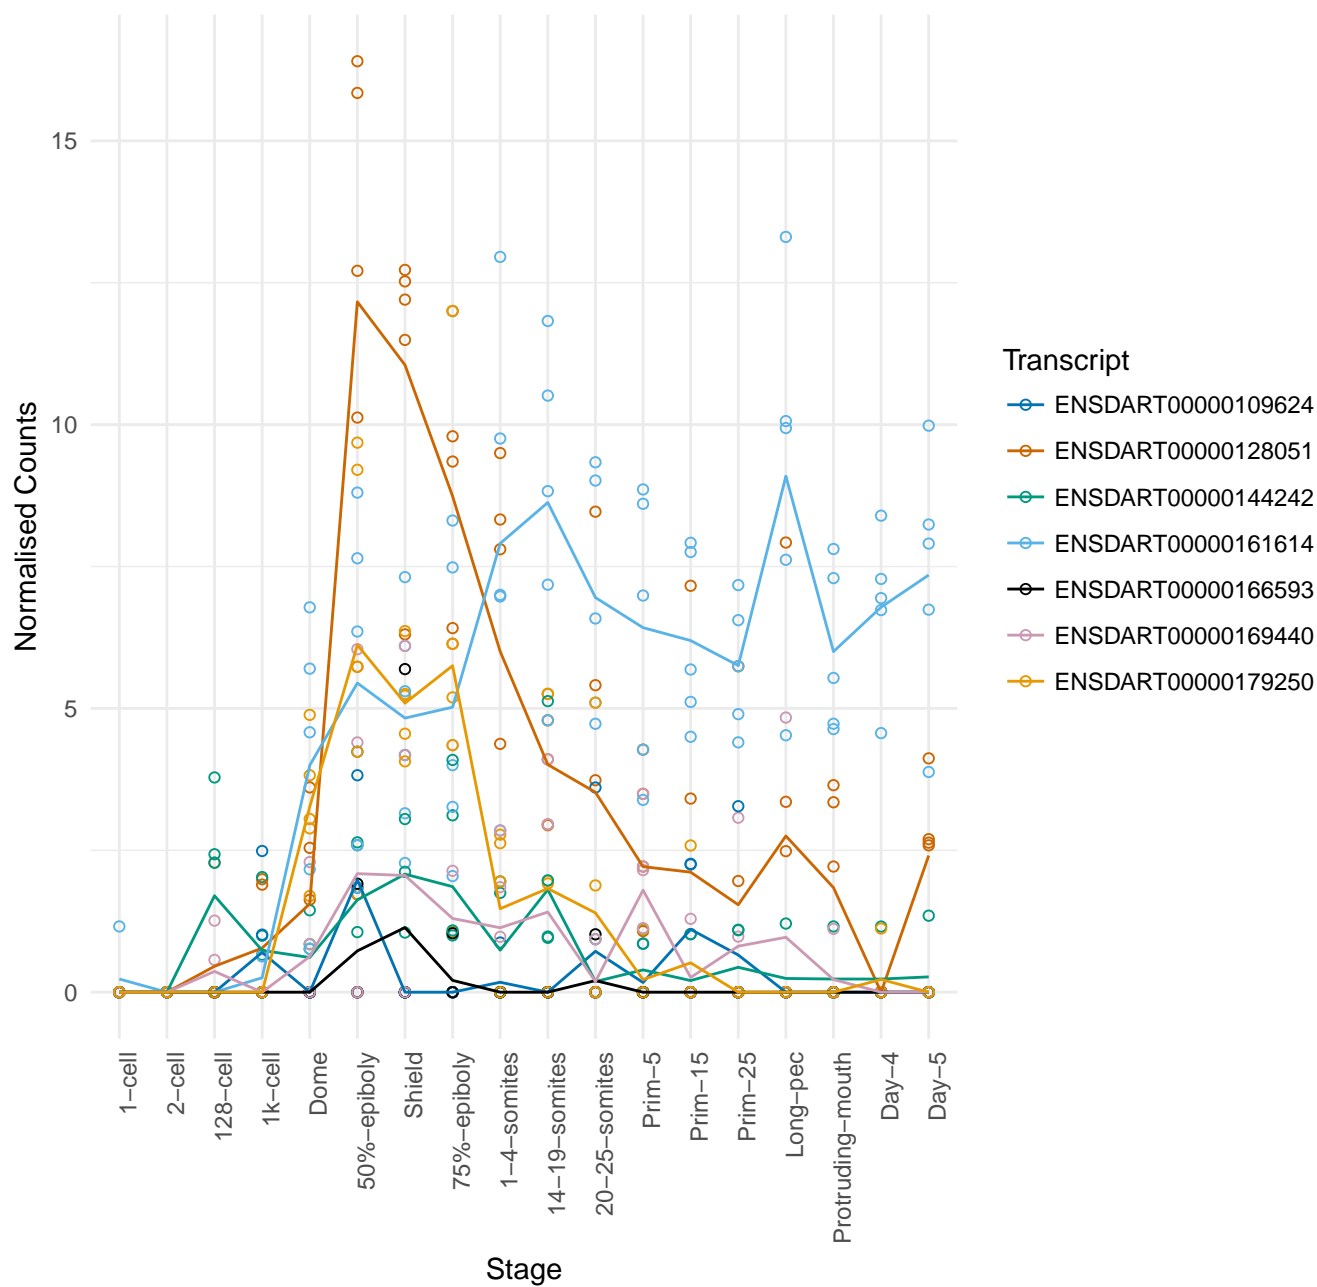 Normalised Counts
15
10
5
0
1−cell
2−cell
128−cell
1k−cell
Dome
50%−epiboly
Shield
75%−epiboly
1−4−somites
14−19−somites
20−25−somites
Prim−5
Prim−15
Prim−25
Long−pec
Protruding−mouth
Day−4
Day−5
Stage
Transcript
ENSDART00000109624
ENSDART00000128051
ENSDART00000144242
ENSDART00000161614
ENSDART00000166593
ENSDART00000169440
ENSDART00000179250